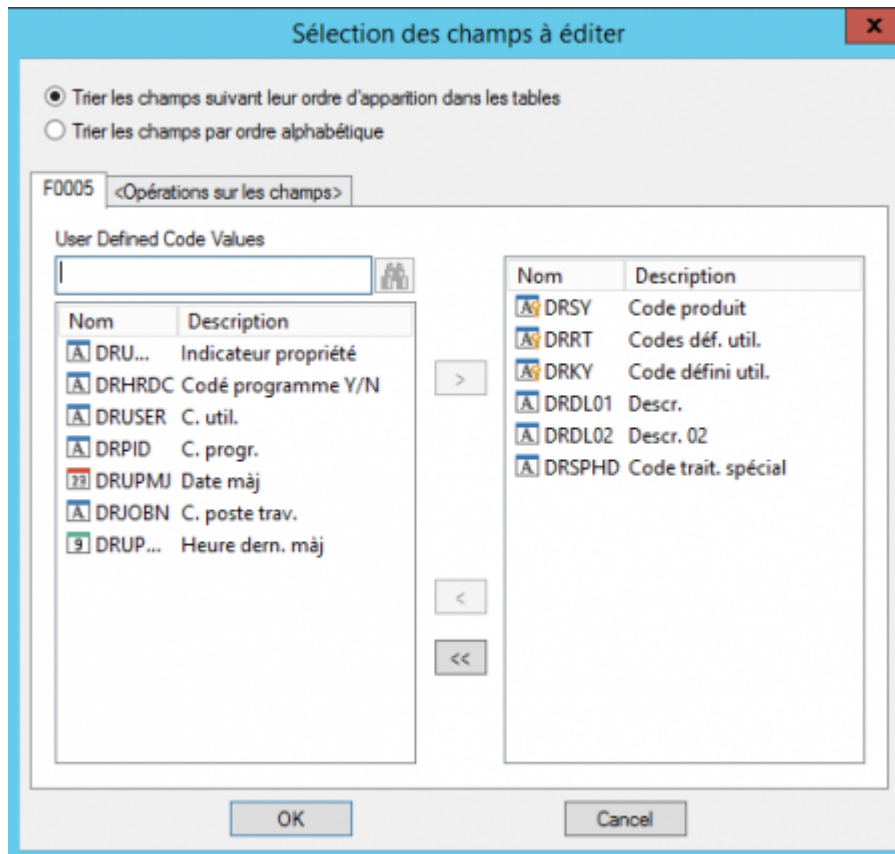 Sélection des champs à éditer
x
Trier les champs suivant leur ordre d'apparition dans les tables
Trier les champs par ordre alphabétique
F0005 <Opérations sur les champs>
User Defined Code Values
Nom Description
DRU... Indicateur propriété
DRHRDC Codé programme Y/N
DRUSER C. util.
DRPID C. progr.
DRUPMJ Date màj
DRJOBN C. poste trav.
DRUP... Heure dern. màj
>
<
<<
Nom Description
DRSY Code produit
DRRT Codes déf. util.
DRKY Code défini util.
DRDL01 Descr.
DRDL02 Descr. 02
DRSPHD Code trait. spécial
OK Cancel